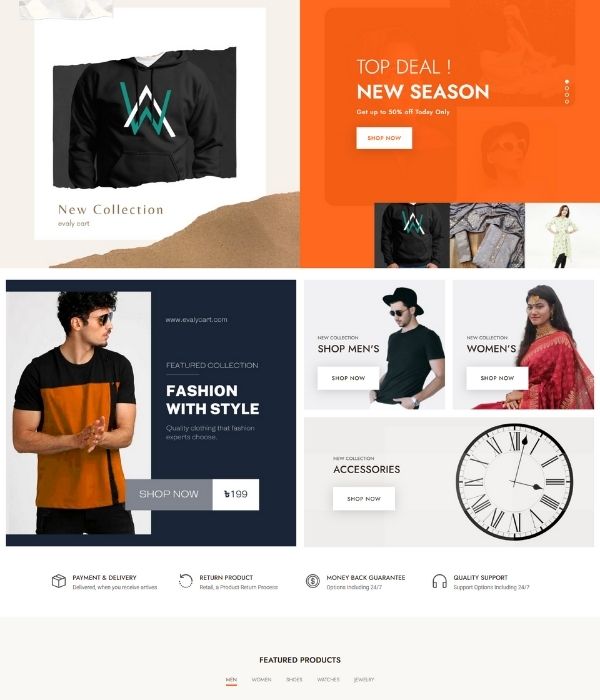 New Collection
evaly cart
TOP DEAL !
NEW SEASON
Get up to 50% off Today Only
SHOP NOW
www.evalycart.com
FEATURED COLLECTION
FASHION
WITH STYLE
Quality clothing that fashion
experts choose.
SHOP NOW
৳199
NEW COLLECTION
SHOP MEN'S
SHOP NOW
NEW COLLECTION
WOMEN'S
SHOP NOW
NEW COLLECTION
ACCESSORIES
SHOP NOW
PAYMENT & DELIVERY
Delivered, when you receive arrives
RETURN PRODUCT
Retail, a Product Return Process
MONEY BACK GUARANTEE
Options Including 24/7
QUALITY SUPPORT
Support Options Including 24/7
FEATURED PRODUCTS
MEN WOMEN SHOES WATCHES JEWELRY